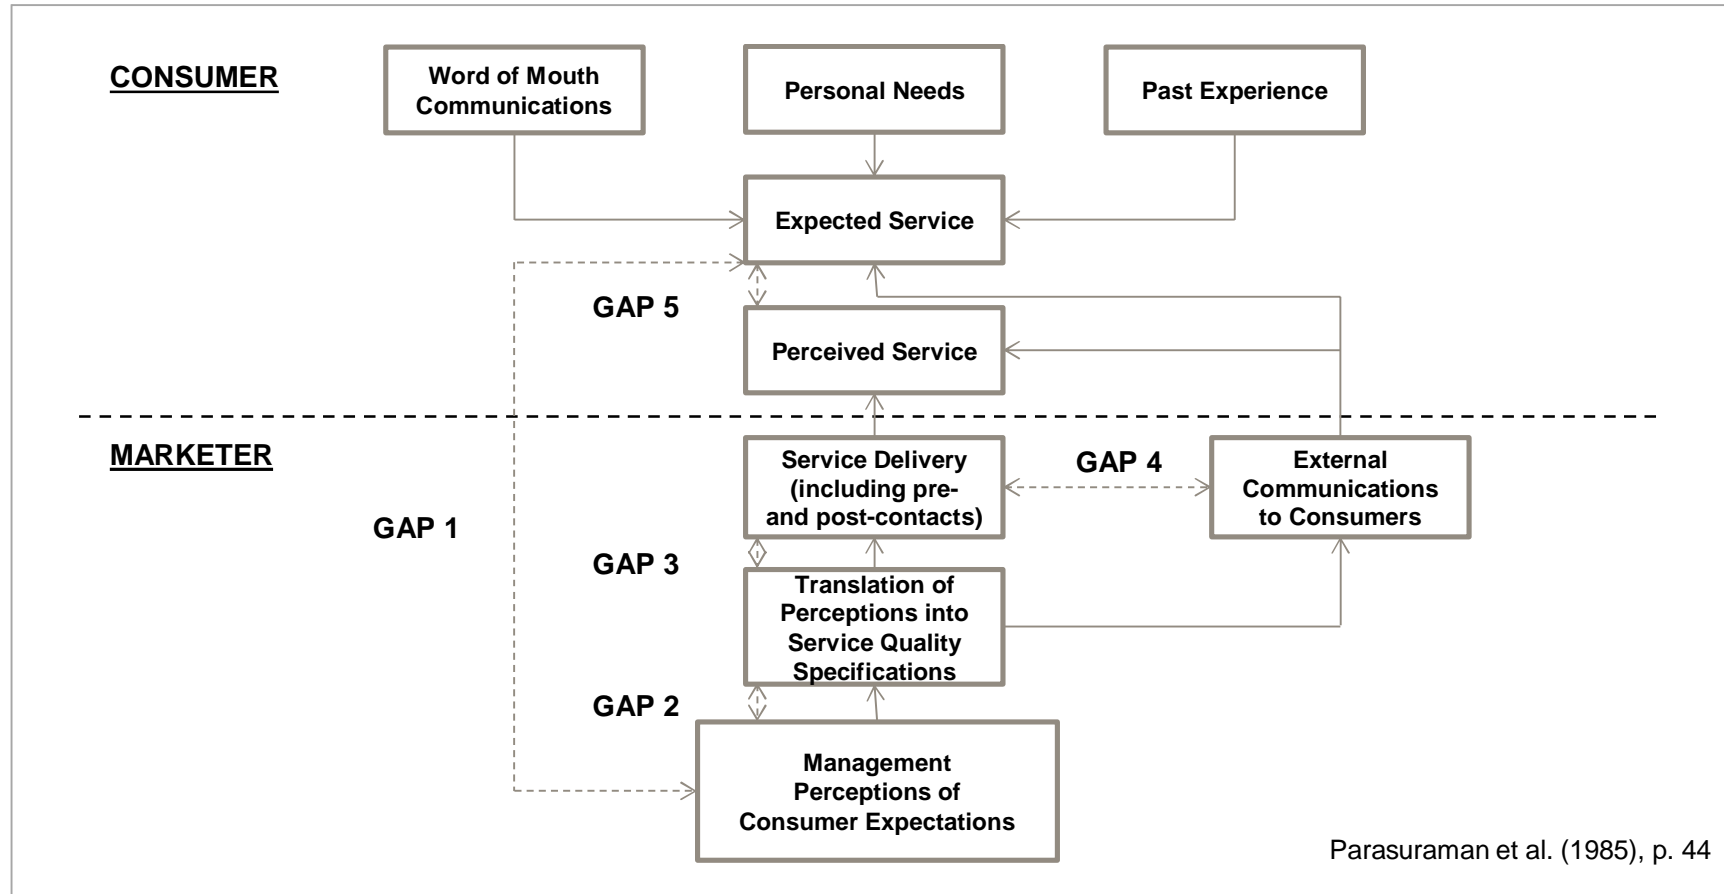 CONSUMER
Word of Mouth
Communications
Personal Needs
Past Experience
Expected Service
GAP 5
Perceived Service
MARKETER
Service Delivery
(including pre-
and post-contacts)
GAP 4
External
Communications
to Consumers
GAP 1
GAP 3
Translation of
Perceptions into
Service Quality
Specifications
GAP 2
Management
Perceptions of
Consumer Expectations
Parasuraman et al. (1985), p. 44